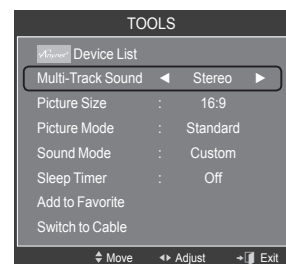 TOOLS
Anynet+ Device List
Multi-Track Sound ◄ Stereo ►
Picture Size : 16:9
Picture Mode : Standard
Sound Mode : Custom
Sleep Timer : Off
Add to Favorite
Switch to Cable
Move Adjust Exit